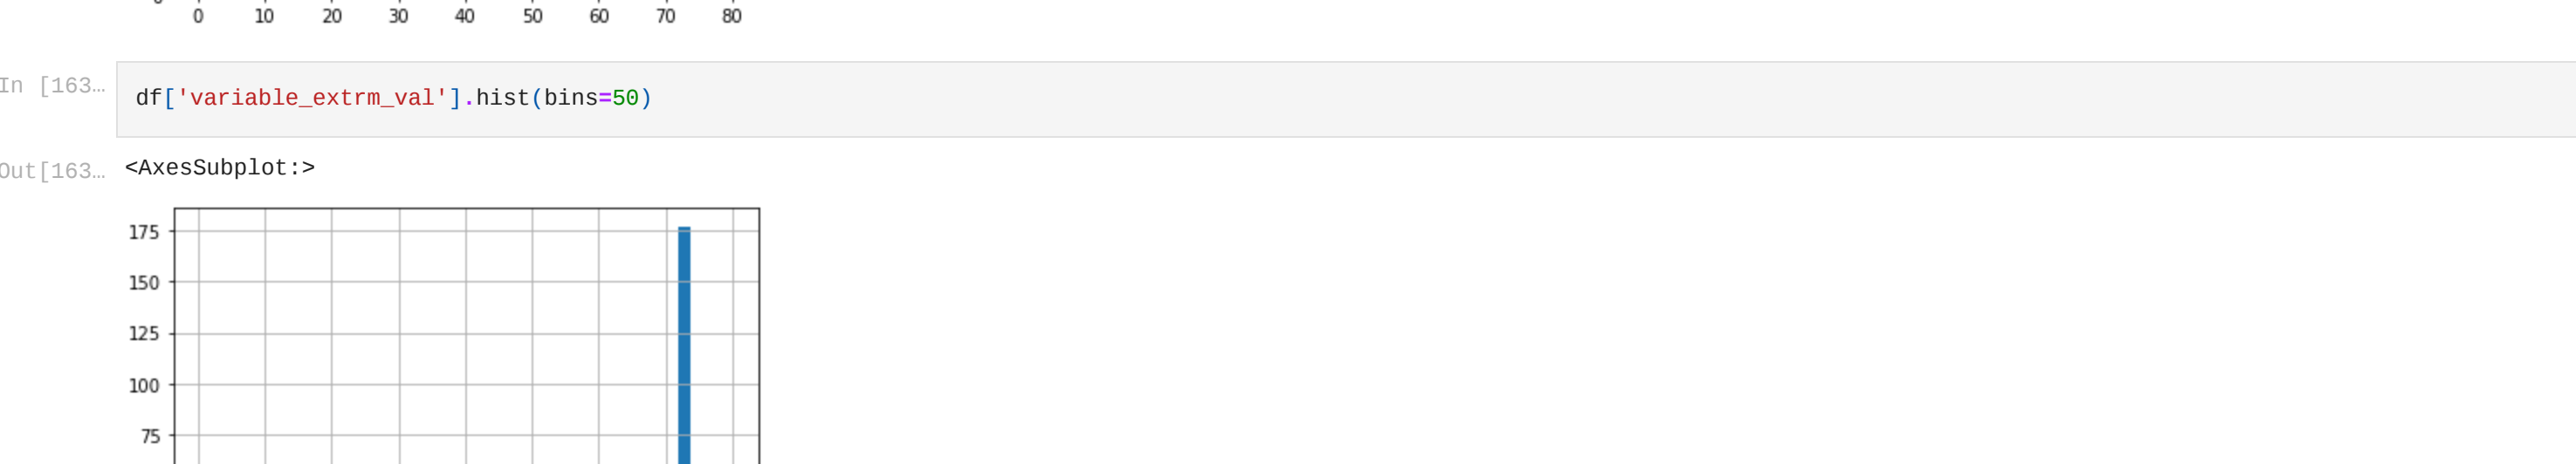 0 10 20 30 40 50 60 70 80
In [163…
df['variable_extrm_val'].hist(bins=50)
Out[163…
<AxesSubplot:>
175
150
125
100
75